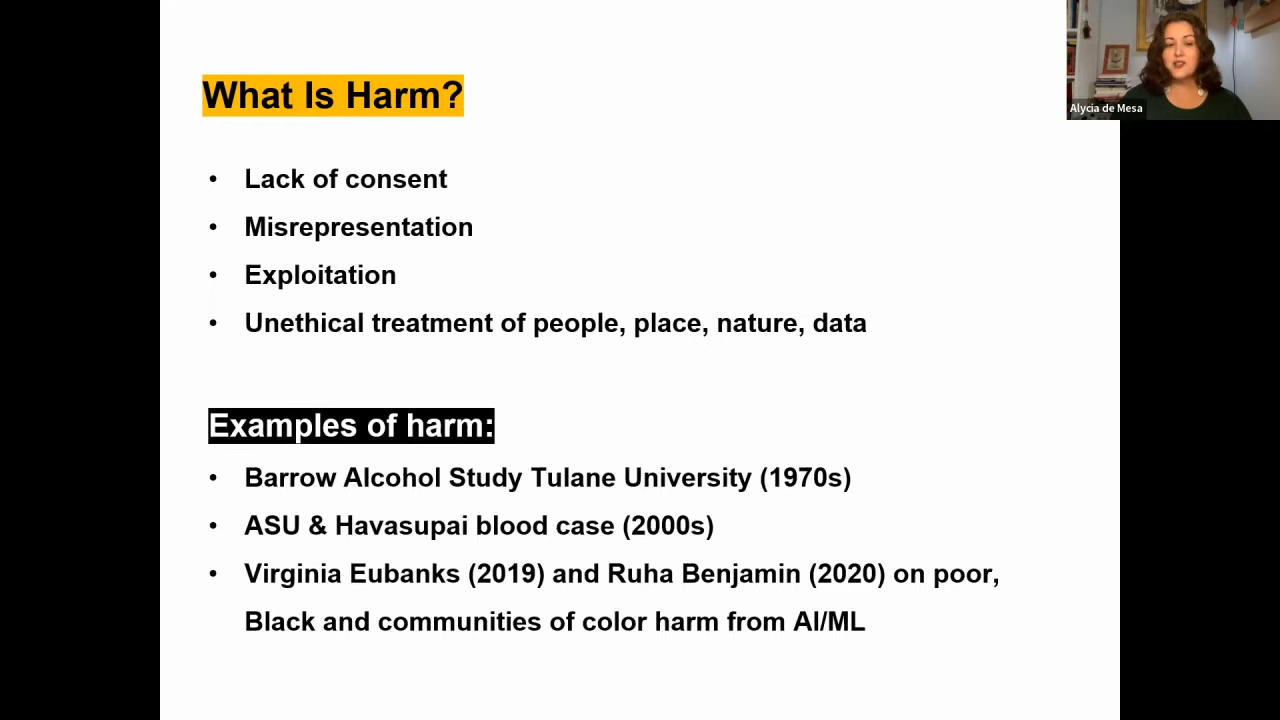 What Is Harm?
• Lack of consent
• Misrepresentation
• Exploitation
• Unethical treatment of people, place, nature, data
Examples of harm:
• Barrow Alcohol Study Tulane University (1970s)
• ASU & Havasupai blood case (2000s)
• Virginia Eubanks (2019) and Ruha Benjamin (2020) on poor,
Black and communities of color harm from AI/ML
Alycia de Mesa